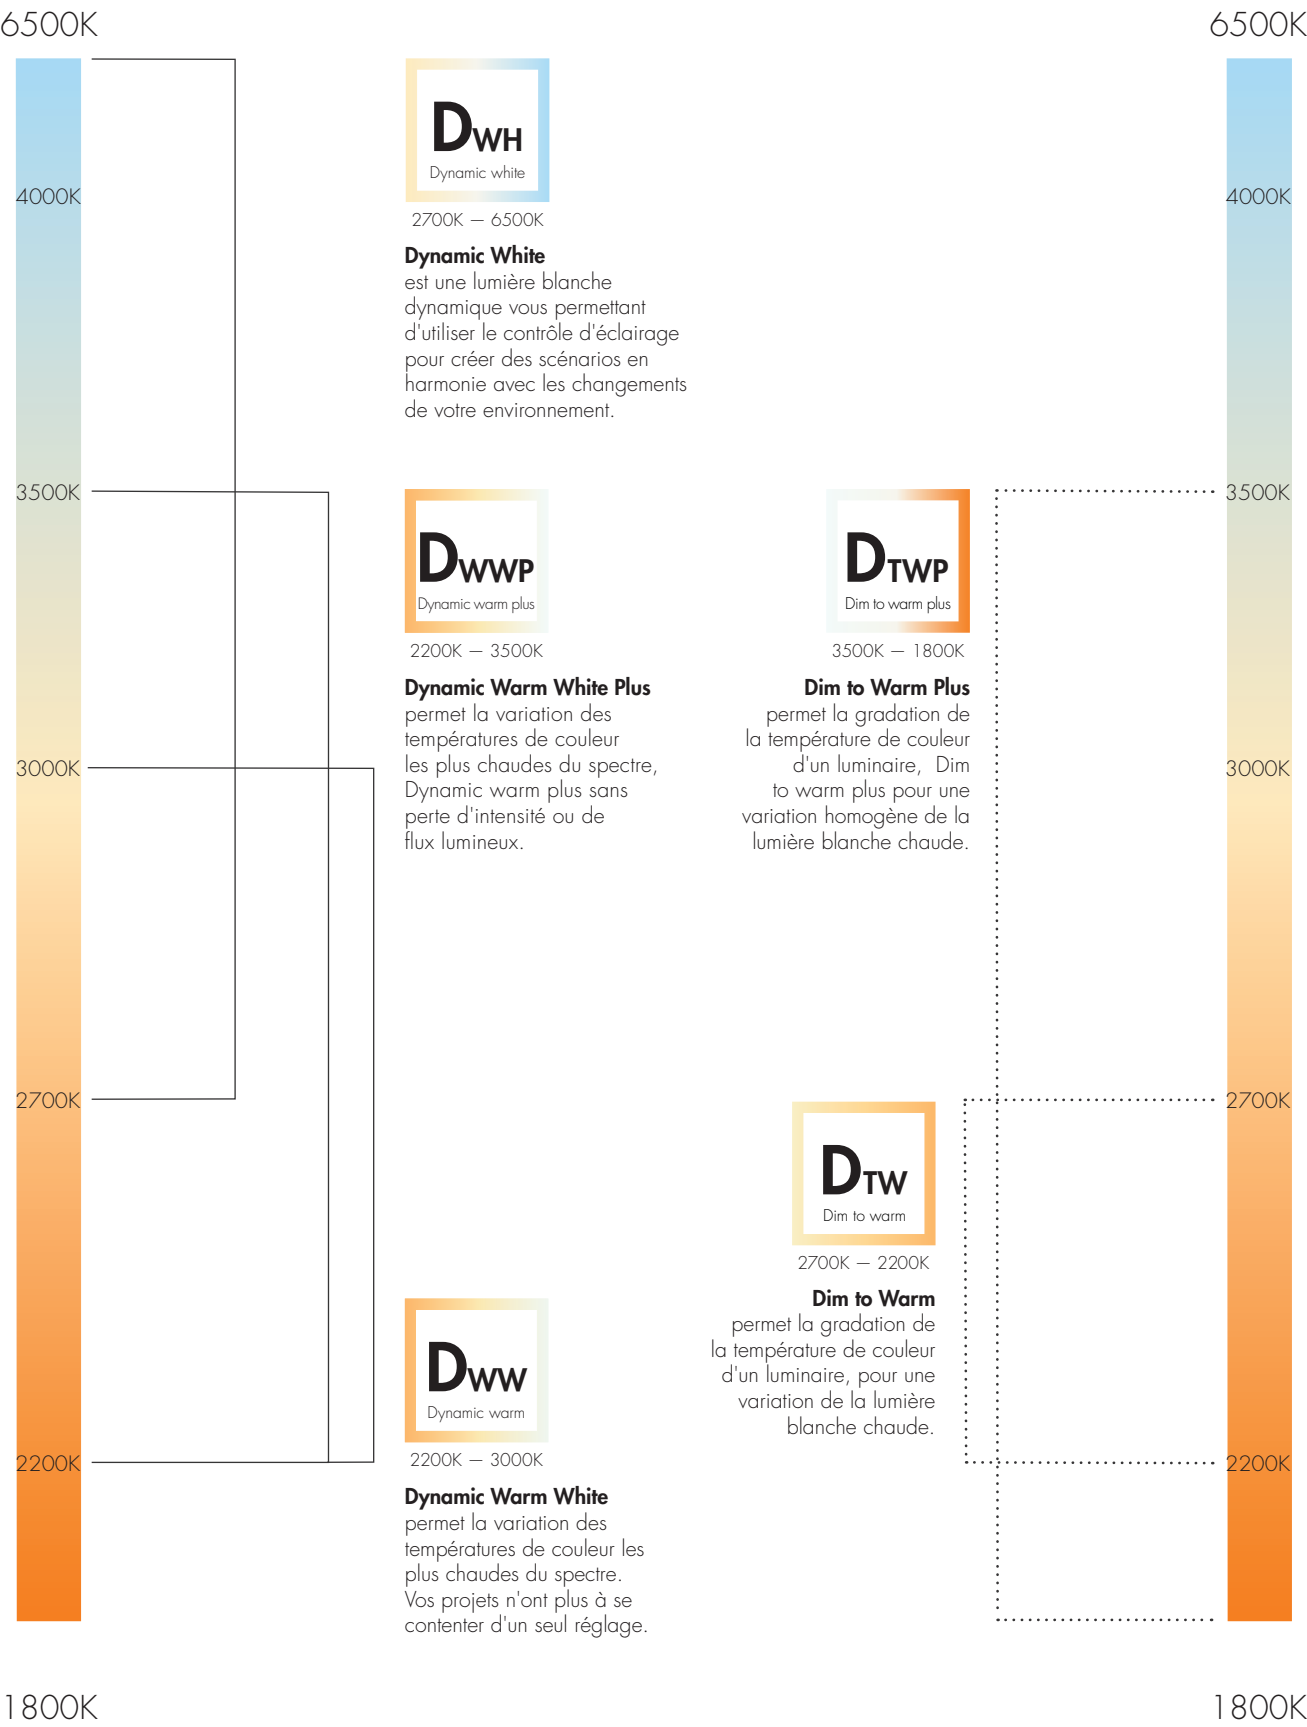 6500K
6500K
4000K
3500K
3000K
2700K
2200K
1800K
DWH
Dynamic white
2700K — 6500K
Dynamic White
est une lumière blanche
dynamique vous permettant
d'utiliser le contrôle d'éclairage
pour créer des scénarios en
harmonie avec les changements
de votre environnement.
DWWP
Dynamic warm plus
2200K — 3500K
Dynamic Warm White Plus
permet la variation des
températures de couleur
les plus chaudes du spectre,
Dynamic warm plus sans
perte d'intensité ou de
flux lumineux.
DWW
Dynamic warm
2200K — 3000K
Dynamic Warm White
permet la variation des
températures de couleur les
plus chaudes du spectre.
Vos projets n'ont plus à se
contenter d'un seul réglage.
DTWP
Dim to warm plus
3500K — 1800K
Dim to Warm Plus
permet la gradation de
la température de couleur
d'un luminaire, Dim
to warm plus pour une
variation homogène de la
lumière blanche chaude.
DTW
Dim to warm
2700K — 2200K
Dim to Warm
permet la gradation de
la température de couleur
d'un luminaire, pour une
variation de la lumière
blanche chaude.
4000K
3500K
3000K
2700K
2200K
1800K